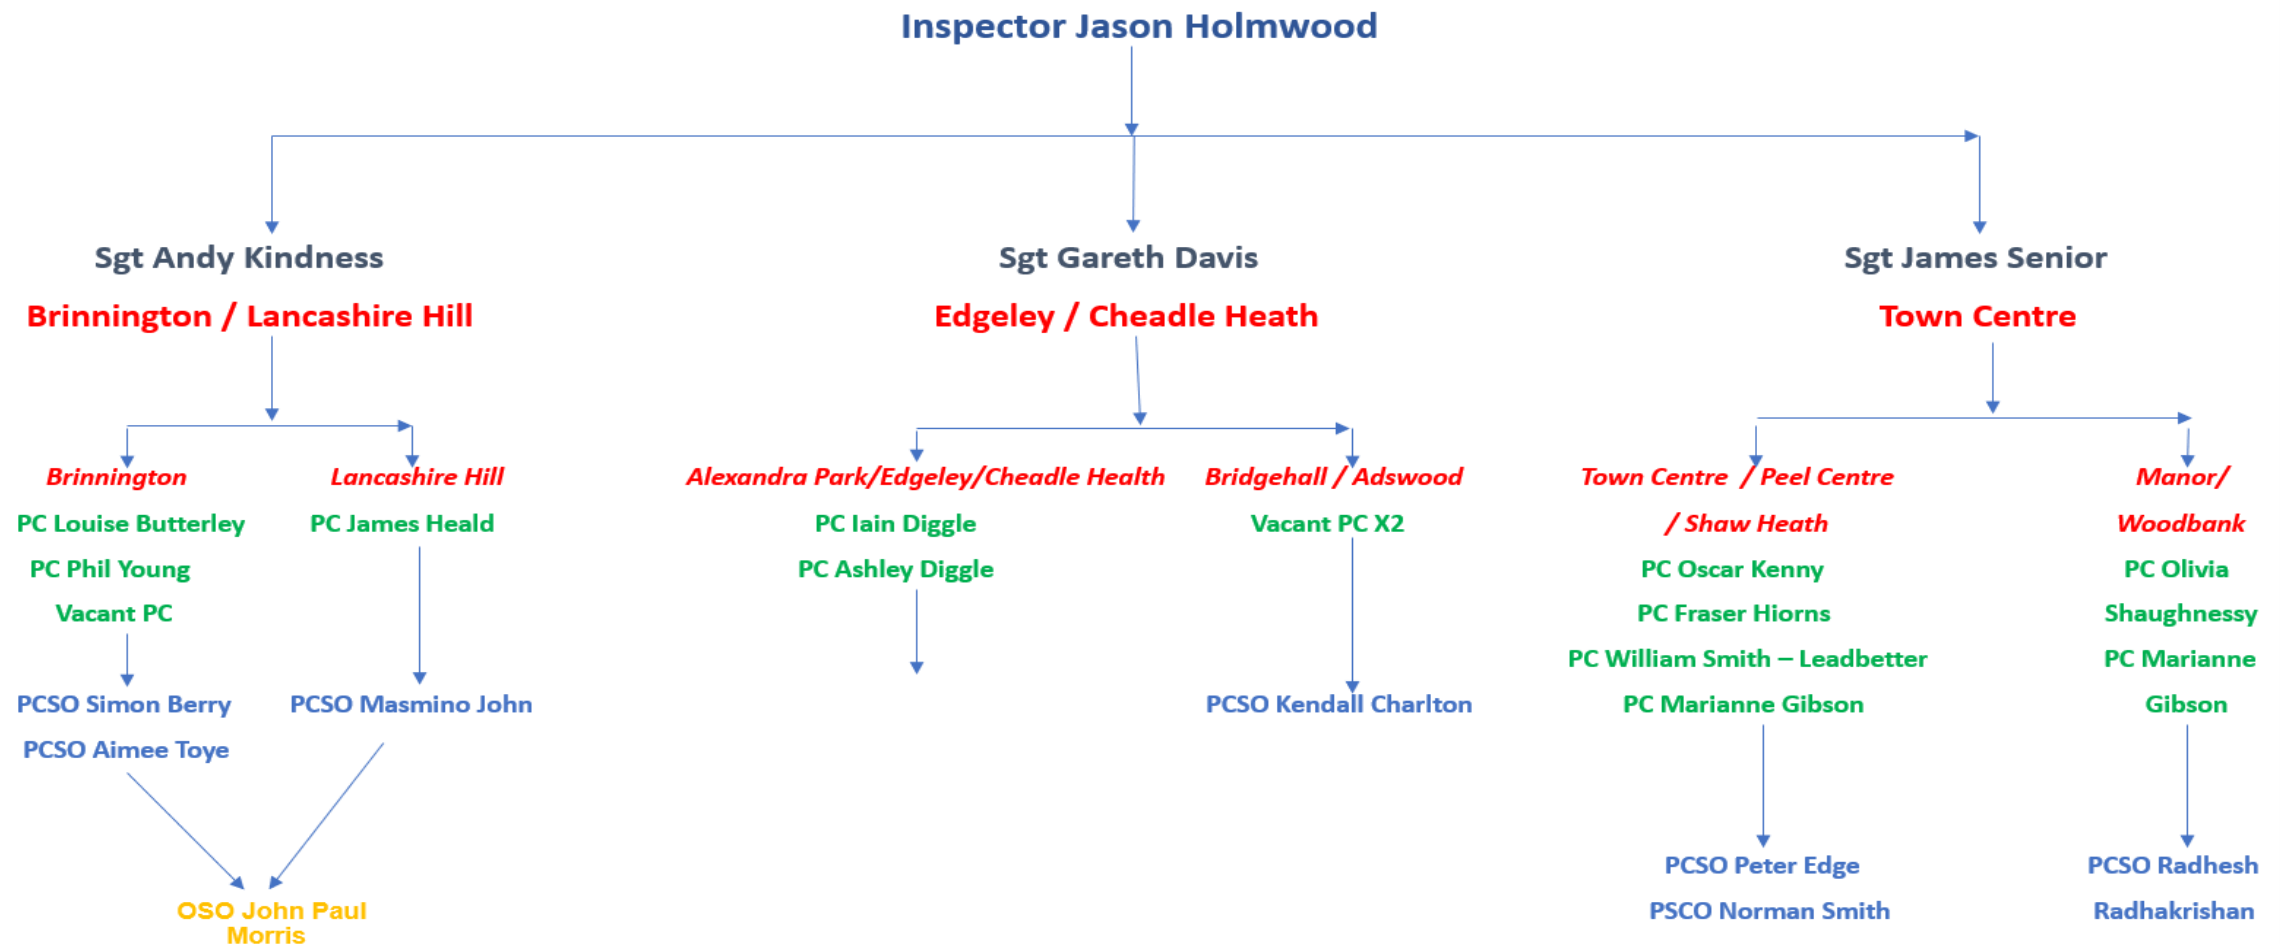 Inspector Jason Holmwood
Sgt Andy Kindness
Brinnington / Lancashire Hill
Sgt Gareth Davis
Edgeley / Cheadle Heath
Sgt James Senior
Town Centre
Brinnington
PC Louise Butterley
PC Phil Young
Vacant PC
PCSO Simon Berry
PCSO Aimee Toye
Lancashire Hill
PC James Heald
PCSO Masmino John
OSO John Paul
Morris
Alexandra Park/Edgeley/Cheadle Health
PC Iain Diggle
PC Ashley Diggle
Bridgehall / Adswood
Vacant PC X2
PCSO Kendall Charlton
Town Centre / Peel Centre
/ Shaw Heath
PC Oscar Kenny
PC Fraser Hiorns
PC William Smith – Leadbetter
PC Marianne Gibson
PCSO Peter Edge
PSCO Norman Smith
Manor/
Woodbank
PC Olivia
Shaughnessy
PC Marianne
Gibson
PCSO Radhesh
Radhakrishan